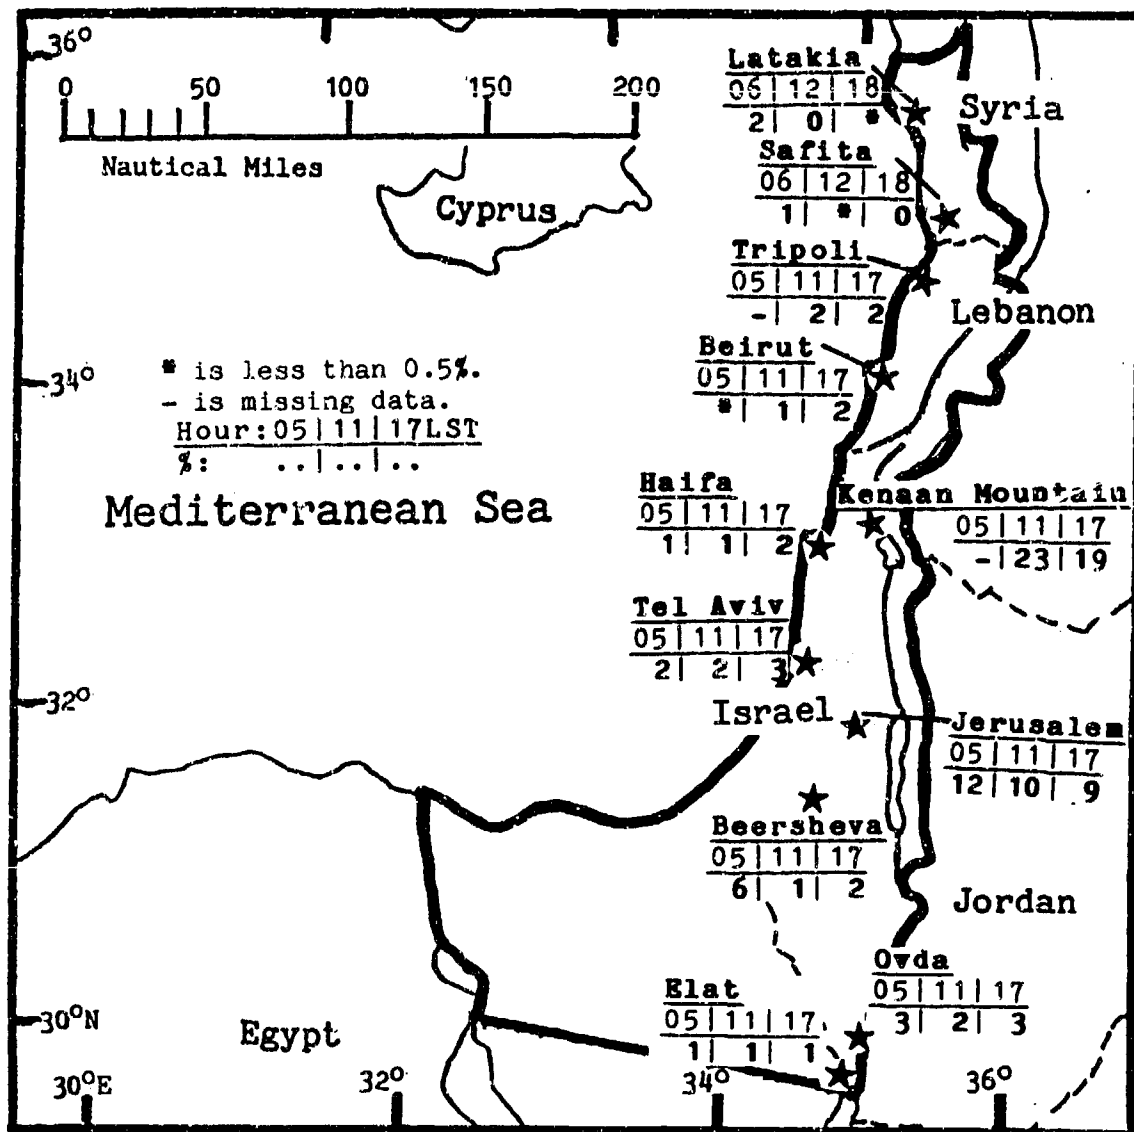 36°
0 50 100 150 200
Nautical Miles
Cyprus
Latakia
06|12|18
2| 0| *
Syria
Safita
06|12|18
1| *| 0
Tripoli
05|11|17
-| 2| 2
Lebanon
Beirut
05|11|17
*| 1| 2
34°
* is less than 0.5%.
- is missing data.
Hour:05|11|17LST
%: ..|..|..
Mediterranean Sea
Haifa
05|11|17
1| 1| 2
Kenaan Mountain
05|11|17
-|23|19
Tel Aviv
05|11|17
2| 2| 3
32°
Israel
Jerusalem
05|11|17
12|10| 9
Beersheva
05|11|17
6| 1| 2
Jordan
Ovda
05|11|17
3| 2| 3
Elat
05|11|17
1| 1| 1
30°N
Egypt
30°E 32° 34° 36°